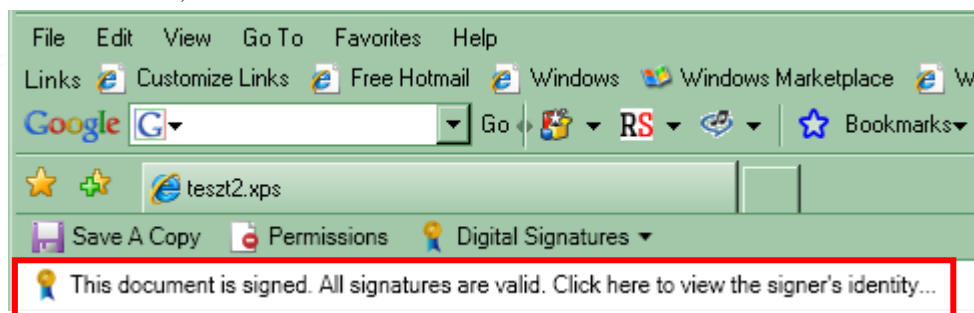 File Edit View Go To Favorites Help
Links Customize Links Free Hotmail Windows Windows Marketplace W
Google G Go RS Bookmarks
teszt2.xps
Save A Copy Permissions Digital Signatures
This document is signed. All signatures are valid. Click here to view the signer's identity...